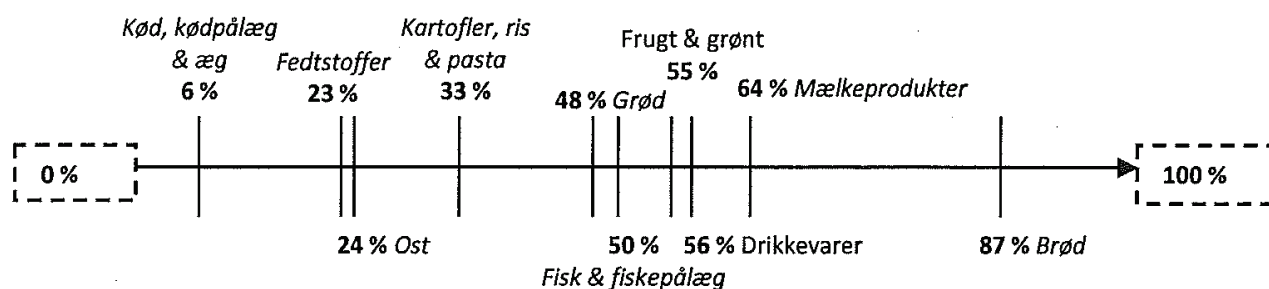 Kød, kødpålæg
& æg
6 %
Fedtstoffer
23 %
Kartofler, ris
& pasta
33 %
48 % Grød
Frugt & grønt
55 %
64 % Mælkeprodukter
0 %
100 %
24 % Ost
50 %
Fisk & fiskepålæg
56 % Drikkevarer
87 % Brød